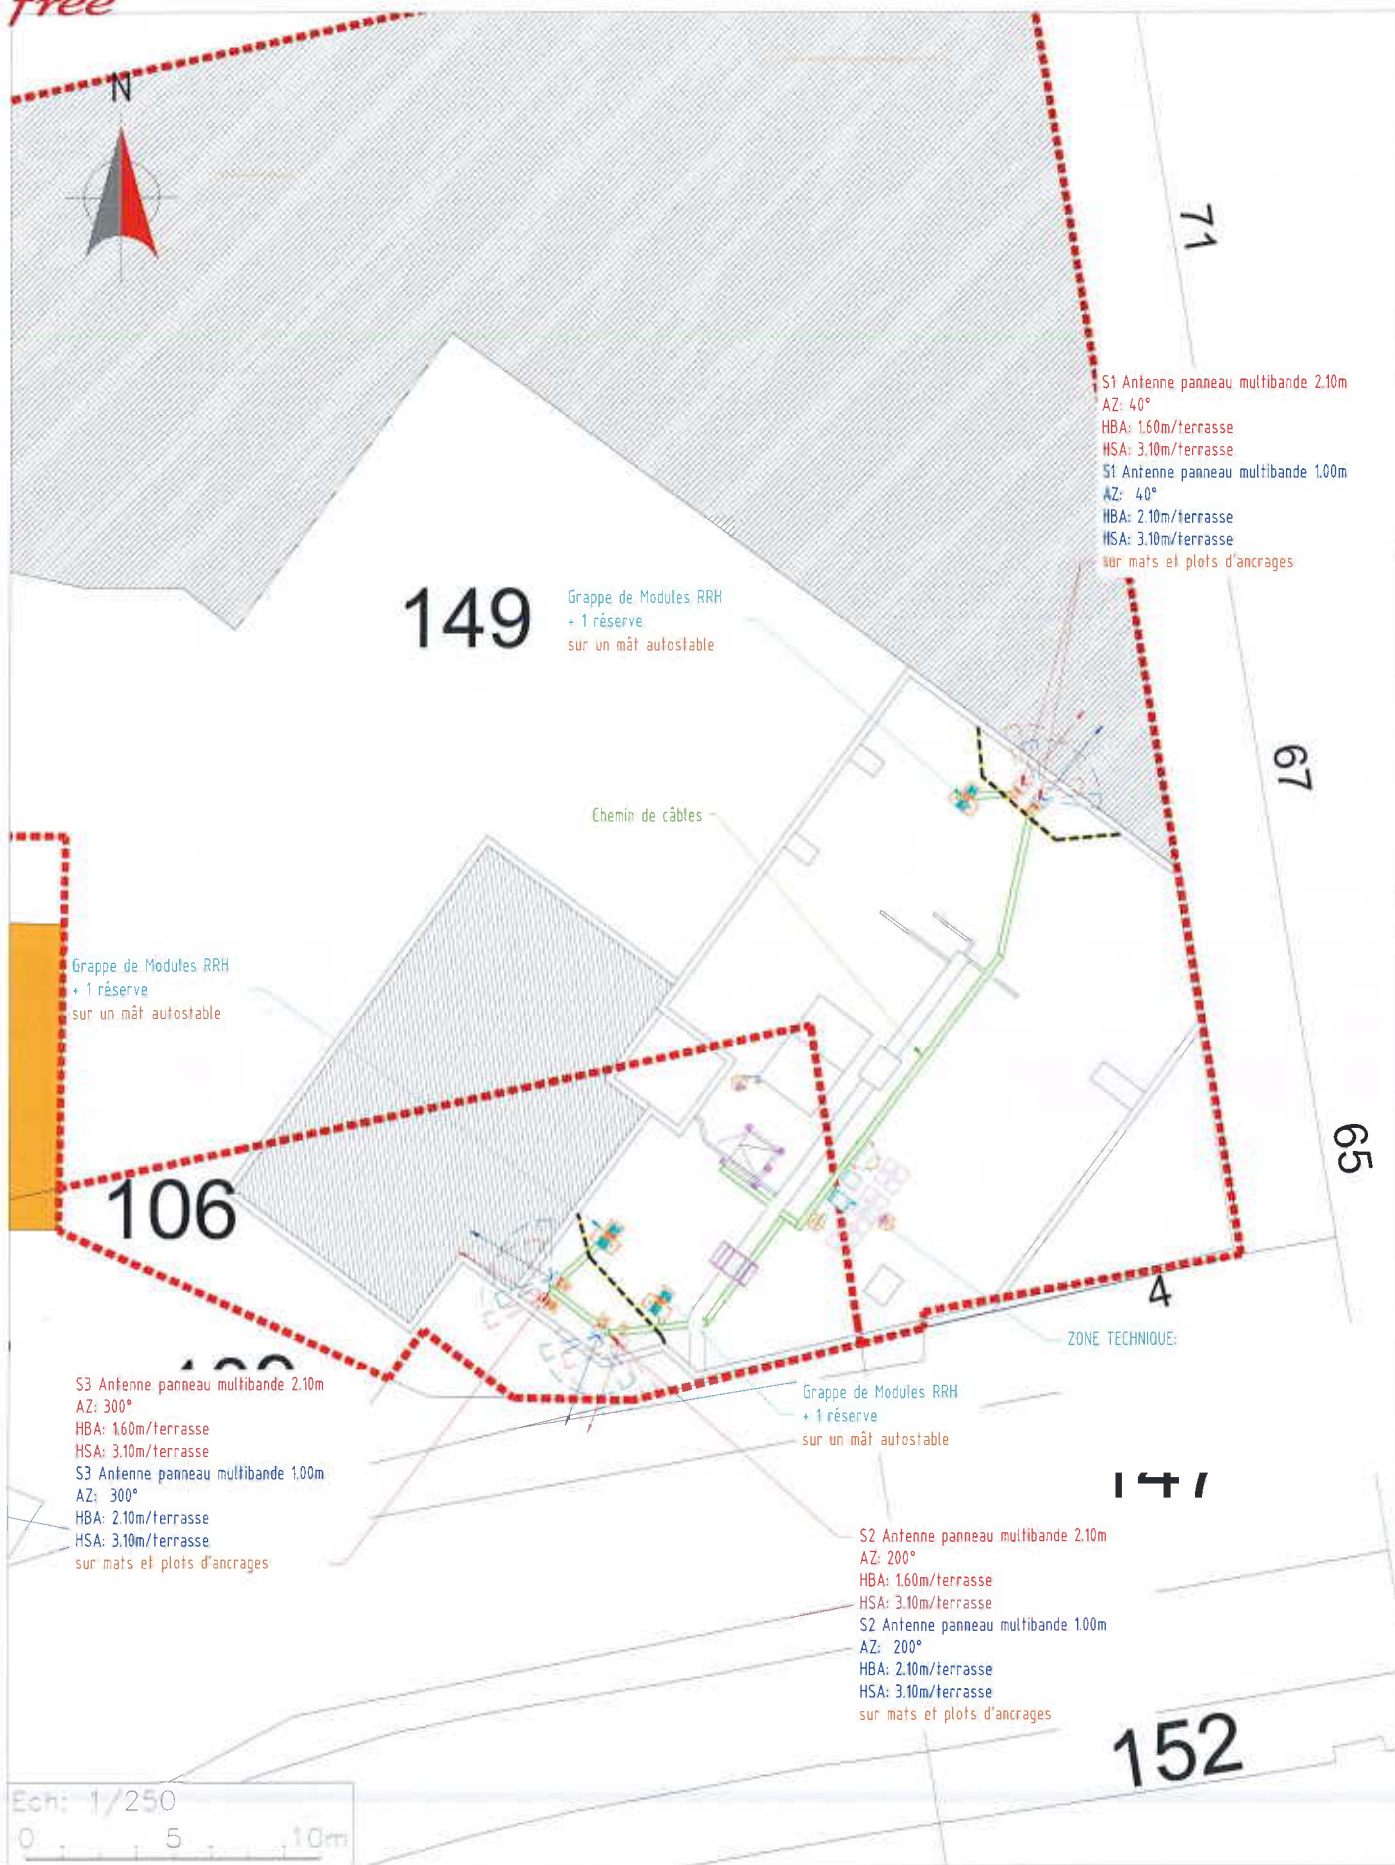 free
N
71
S1 Antenne panneau multibande 2.10m
AZ: 40°
HBA: 1.60m/terrasse
HSA: 3.10m/terrasse
S1 Antenne panneau multibande 1.00m
AZ: 40°
HBA: 2.10m/terrasse
HSA: 3.10m/terrasse
sur mats et plots d'ancrages
149
Grappe de Modules RRH
+ 1 réserve
sur un mât autostable
67
Chemin de câbles
Grappe de Modules RRH
+ 1 réserve
sur un mât autostable
65
106
4
ZONE TECHNIQUE:
S3 Antenne panneau multibande 2.10m
AZ: 300°
HBA: 1.60m/terrasse
HSA: 3.10m/terrasse
S3 Antenne panneau multibande 1.00m
AZ: 300°
HBA: 2.10m/terrasse
HSA: 3.10m/terrasse
sur mats et plots d'ancrages
Grappe de Modules RRH
+ 1 réserve
sur un mât autostable
147
S2 Antenne panneau multibande 2.10m
AZ: 200°
HBA: 1.60m/terrasse
HSA: 3.10m/terrasse
S2 Antenne panneau multibande 1.00m
AZ: 200°
HBA: 2.10m/terrasse
HSA: 3.10m/terrasse
sur mats et plots d'ancrages
152
Ech: 1/250
0 5 10m